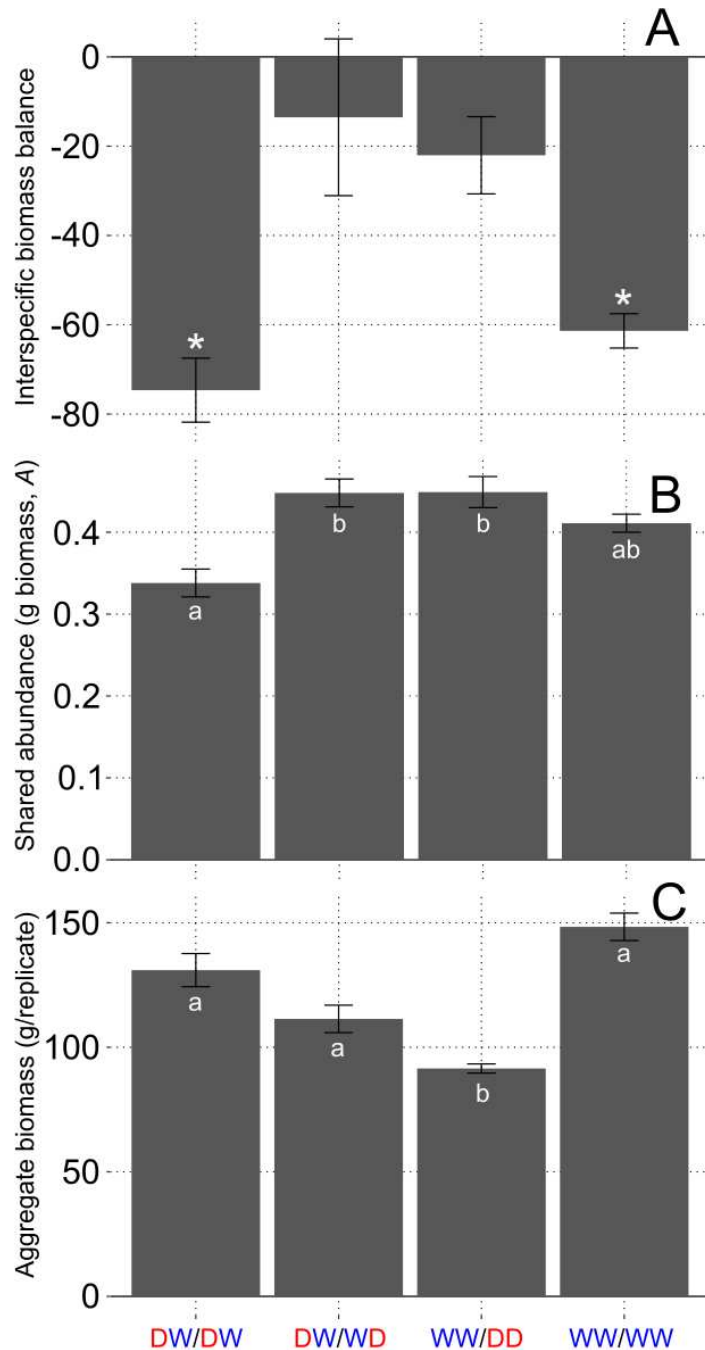 A
Interspecific biomass balance
0
-20
-40
-60
-80
*
*
B
Shared abundance (g biomass, A)
0.4
0.3
0.2
0.1
0.0
a
b
b
ab
C
Aggregate biomass (g/replicate)
150
100
50
0
a
a
b
a
DW/DW DW/WD WW/DD WW/WW